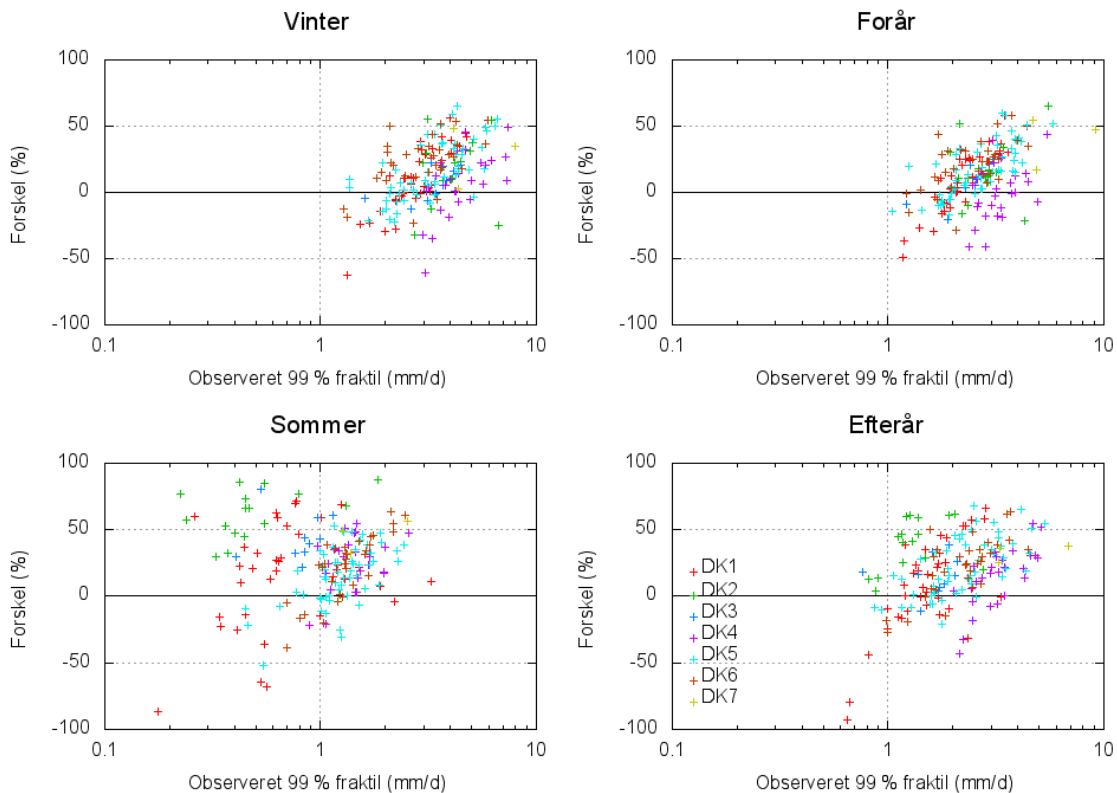 Vinter
100
50
0
-50
-100
Forskel (%)
0.1 1 10
Observeret 99 % fraktil (mm/d)
Forår
100
50
0
-50
-100
Forskel (%)
0.1 1 10
Observeret 99 % fraktil (mm/d)
Sommer
100
50
0
-50
-100
Forskel (%)
0.1 1 10
Observeret 99 % fraktil (mm/d)
Efterår
100
50
0
-50
-100
Forskel (%)
DK1
DK2
DK3
DK4
DK5
DK6
DK7
0.1 1 10
Observeret 99 % fraktil (mm/d)